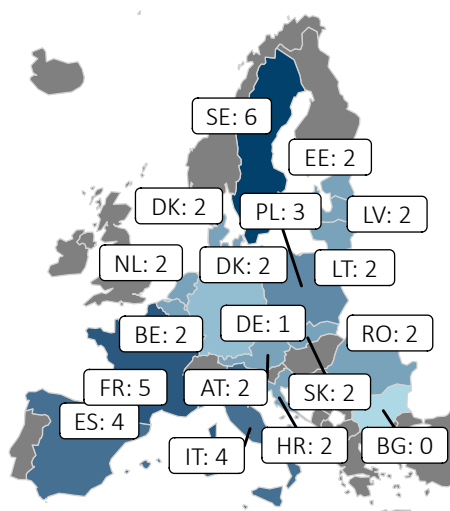 SE: 6
EE: 2
DK: 2
PL: 3
LV: 2
NL: 2
DK: 2
LT: 2
BE: 2
DE: 1
RO: 2
FR: 5
AT: 2
SK: 2
ES: 4
IT: 4
HR: 2
BG: 0